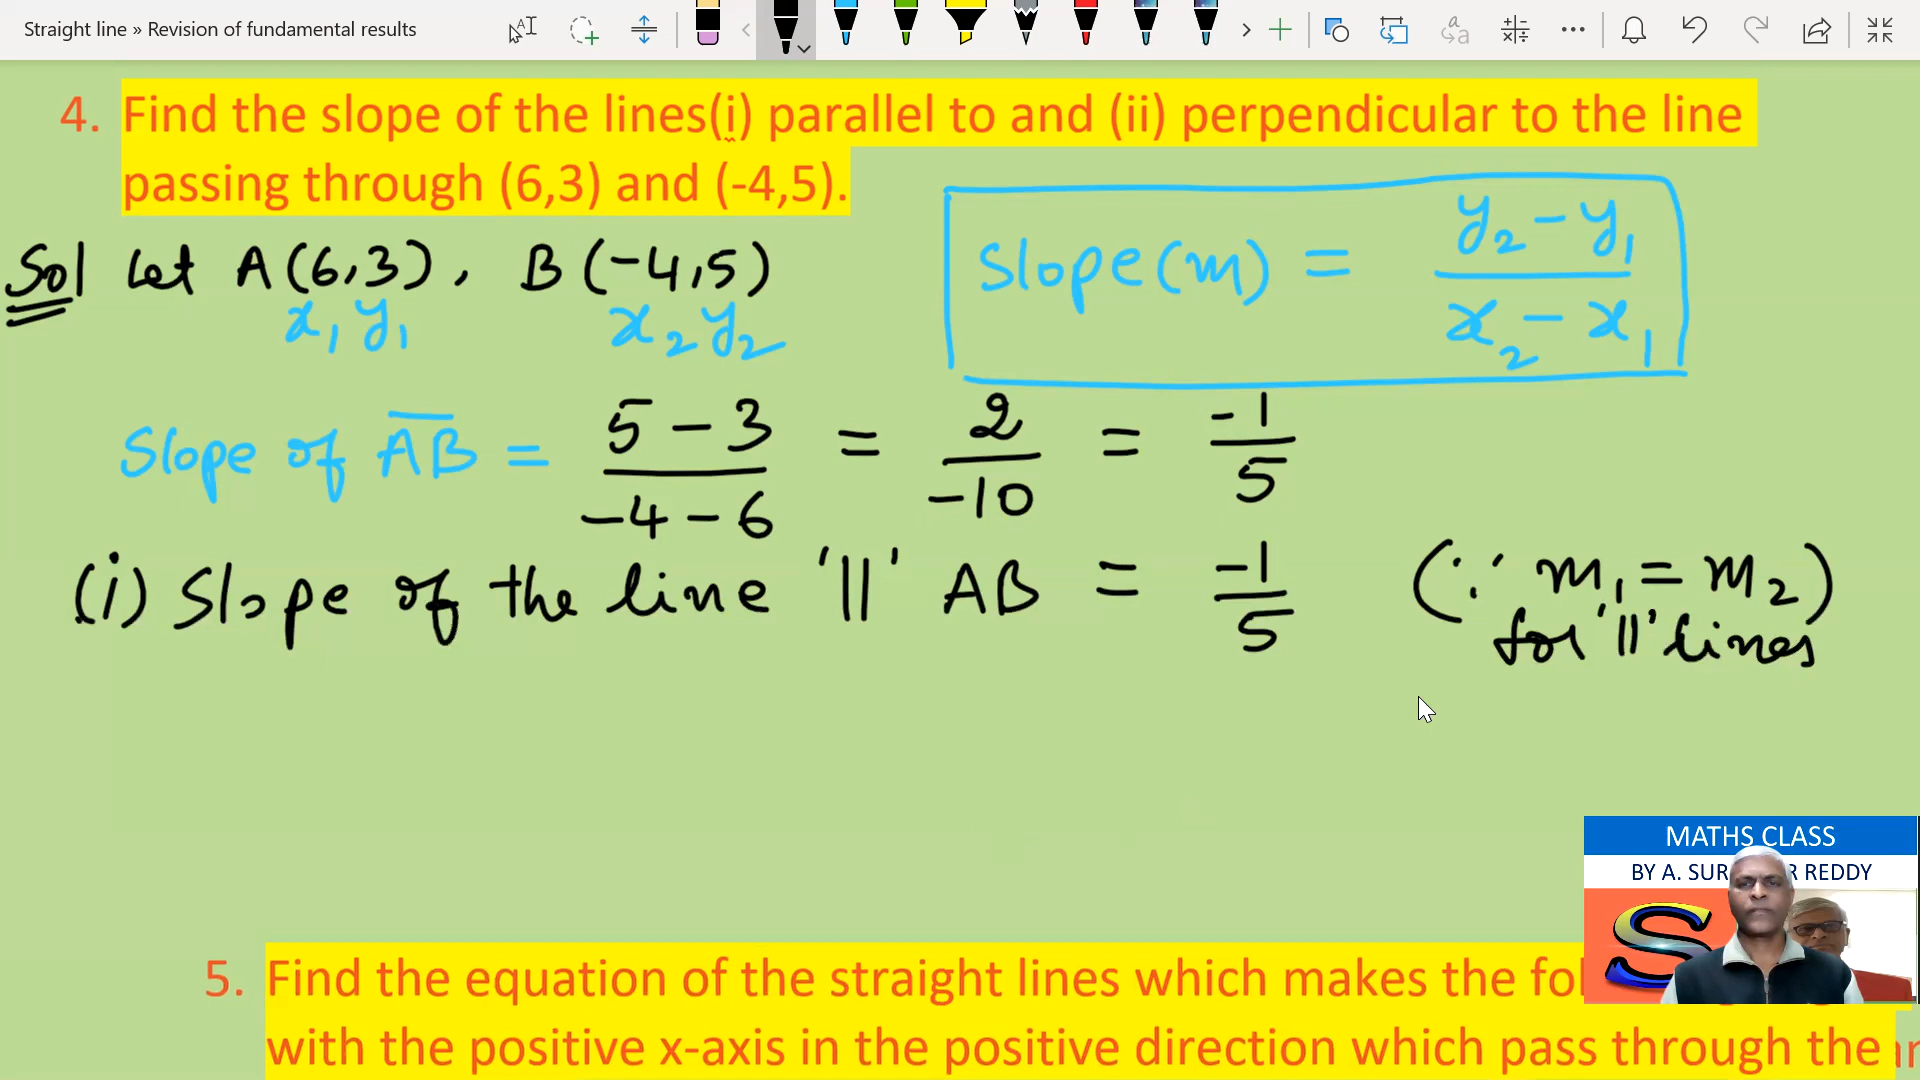 Straight line » Revision of fundamental results
4. Find the slope of the lines(i) parallel to and (ii) perpendicular to the line
passing through (6,3) and (-4,5).
Sol Let A(6,3), B(-4,5)
x₁ y₁ x₂ y₂
Slope(m) = (y₂ - y₁)/(x₂ - x₁)
Slope of AB = (5 - 3)/(-4 - 6) = 2/-10 = -1/5
(i) Slope of the line '||' AB = -1/5 (∵ m₁ = m₂)
for '||' lines
MATHS CLASS
BY A. SUR R REDDY
S
5. Find the equation of the straight lines which makes the
with the positive x-axis in the positive direction which pass through the